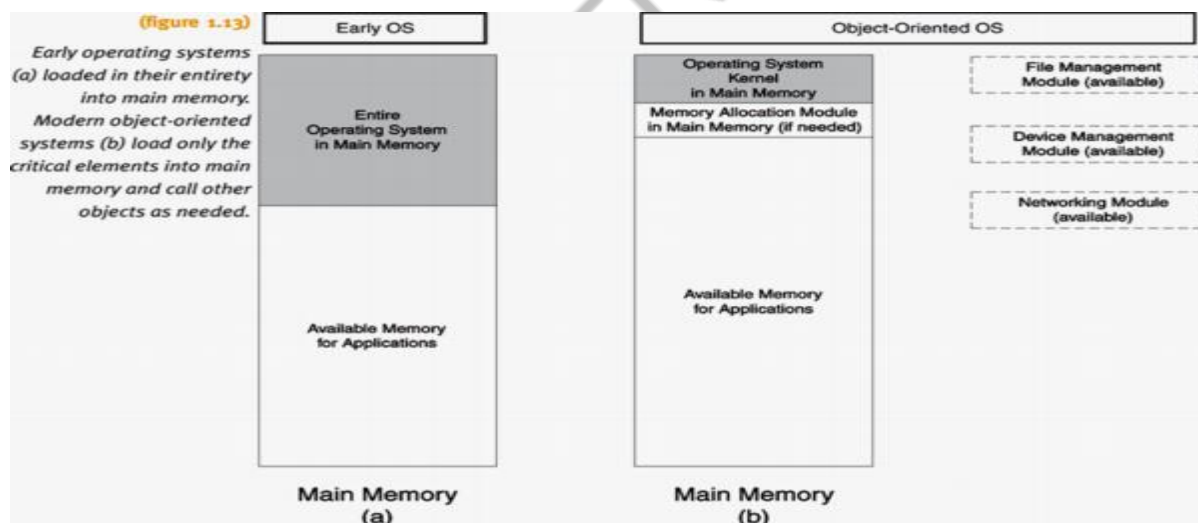 (figure 1.13)
Early operating systems
(a) loaded in their entirety
into main memory.
Modern object-oriented
systems (b) load only the
critical elements into main
memory and call other
objects as needed.
Early OS
Entire
Operating System
in Main Memory
Available Memory
for Applications
Main Memory
(a)
Object-Oriented OS
Operating System
Kernel
in Main Memory
Memory Allocation Module
in Main Memory (if needed)
Available Memory
for Applications
Main Memory
(b)
File Management
Module (available)
Device Management
Module (available)
Networking Module
(available)